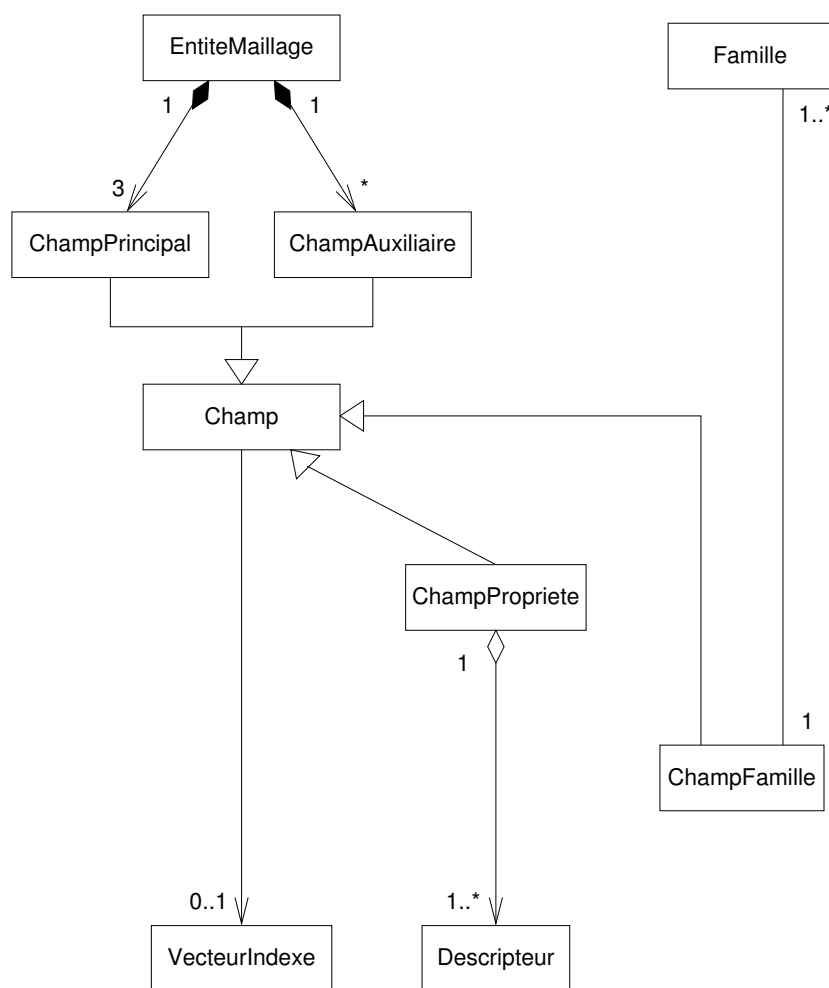 EntiteMaillage
Famille
1
1
1..*
3
*
ChampPrincipal
ChampAuxiliaire
Champ
ChampPropriete
1
1
ChampFamille
0..1
1..*
VecteurIndexe
Descripteur